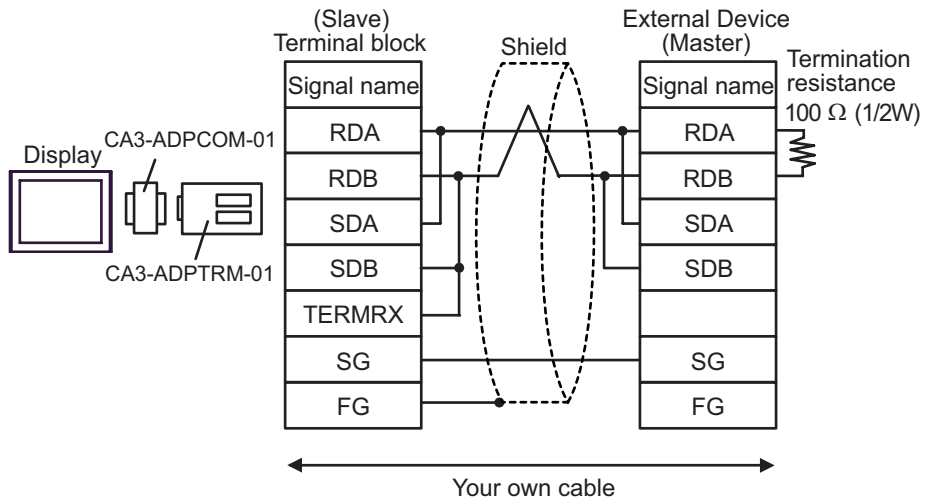 (Slave)
Terminal block
Shield
External Device
(Master)
Termination
resistance
100 Ω (1/2W)
Display
CA3-ADPCOM-01
CA3-ADPTRM-01
Signal name
RDA
RDB
SDA
SDB
TERMRX
SG
FG
Signal name
RDA
RDB
SDA
SDB
SG
FG
Your own cable